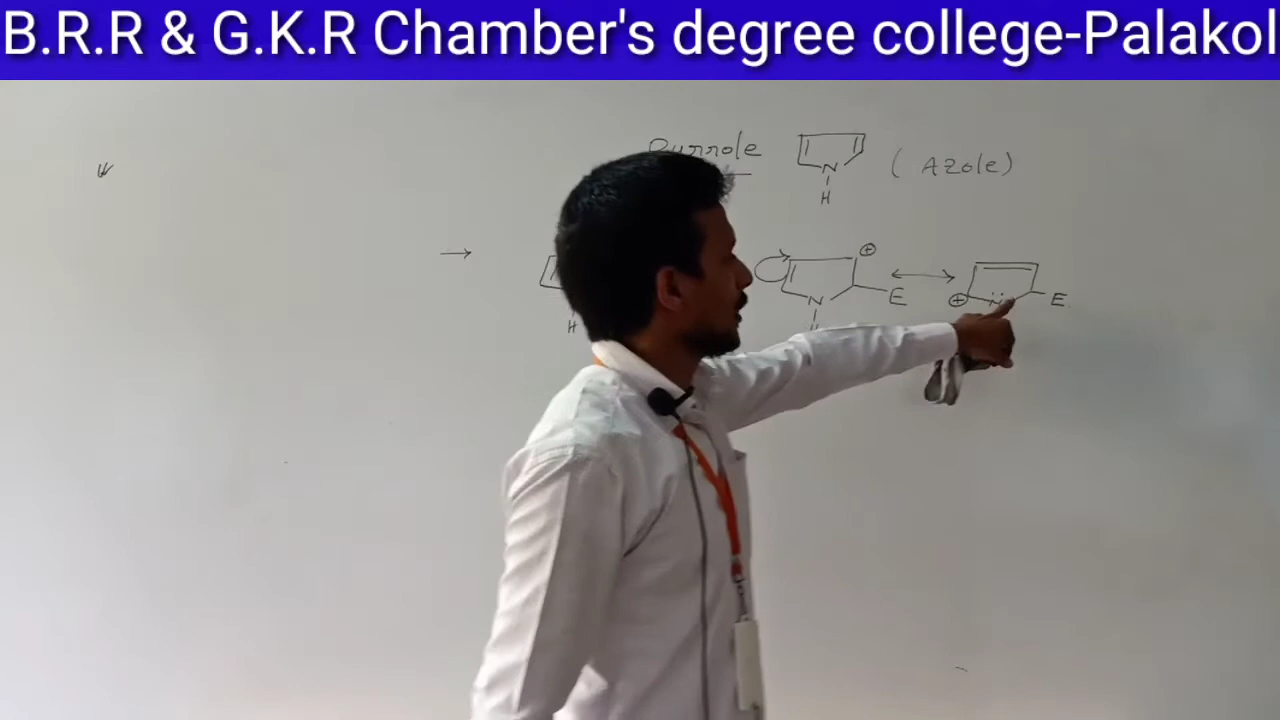 B.R.R & G.K.R Chamber's degree college-Palakol
Pyrrole N (Azole)
H
⊕
→ ↔
N E ⊕ N E
H